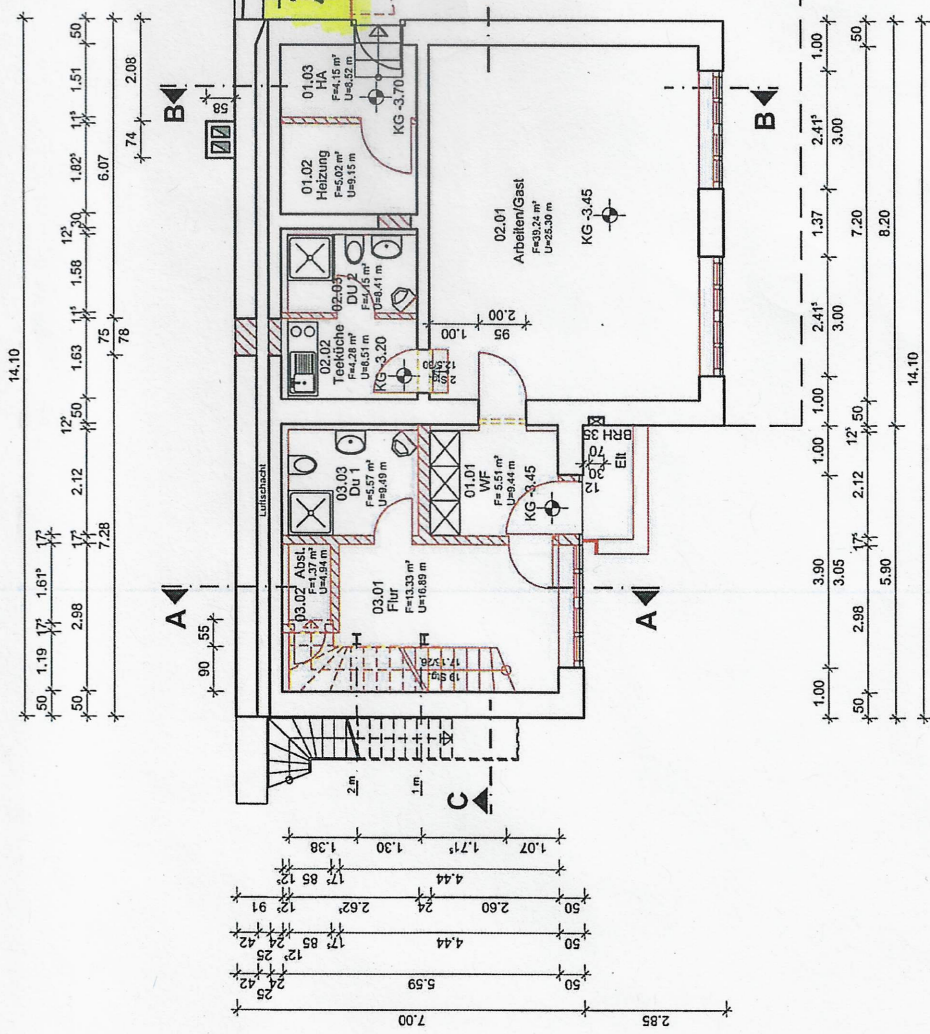 14.10
50
1.51
1.82⁵
12⁵
30
1.58
1.63
12⁵
50
2.12
17⁵
1.61⁵
17⁵
1.19
50
50
2.98
17⁵
7.28
6.07
75
78
2.08
74
58
55
90
B
A
Luftschacht
01.03
HA
F=4.15 m²
U=8.52 m
KG -3.70
01.02
Heizung
F=5.02 m²
U=9.15 m
02.03
DU 2
F=4.15 m²
U=8.41 m
02.02
Teeküche
F=4.28 m²
U=6.51 m
KG -3.20
2 Stg.
12.5/30
02.01
Arbeiten/Gast
F=39.24 m²
U=25.30 m
KG -3.45
1.00
95
2.00
03.03
Du 1
F=5.57 m²
U=9.49 m
01.01
WF
F= 5.51 m²
U=9.44 m
KG -3.45
03.02 Abst.
F=1.37 m²
U=4.94 m
03.01
Flur
F=13.33 m²
U=16.89 m
19 Stg.
17.13/26
BRH 35
70
30
12
Elt
2 m
1 m
C
A
B
1.00
2.41⁵
3.00
1.37
2.41⁵
3.00
1.00
1.00
3.90
3.05
1.00
50
7.20
50
12⁵
2.12
17⁵
2.98
50
8.20
5.90
14.10
1.38
1.30
1.71⁵
1.07
12⁵
85
17⁵
4.44
91
12⁵
2.62⁵
24
2.60
50
42
25
24
12⁵
85
17⁵
4.44
50
42
25
24
5.59
50
7.00
2.85